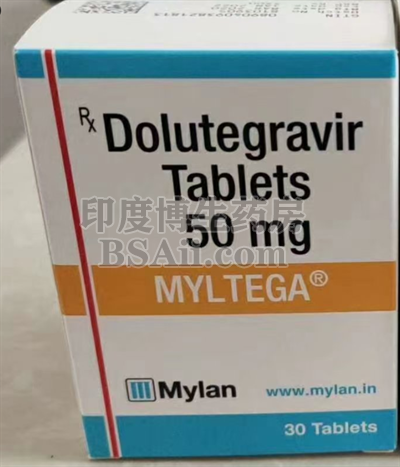 Rx Dolutegravir
Tablets
50 mg
印度博生药房
BSAii.com
MYLTEGA®
Mylan
www.mylan.in
30 Tablets